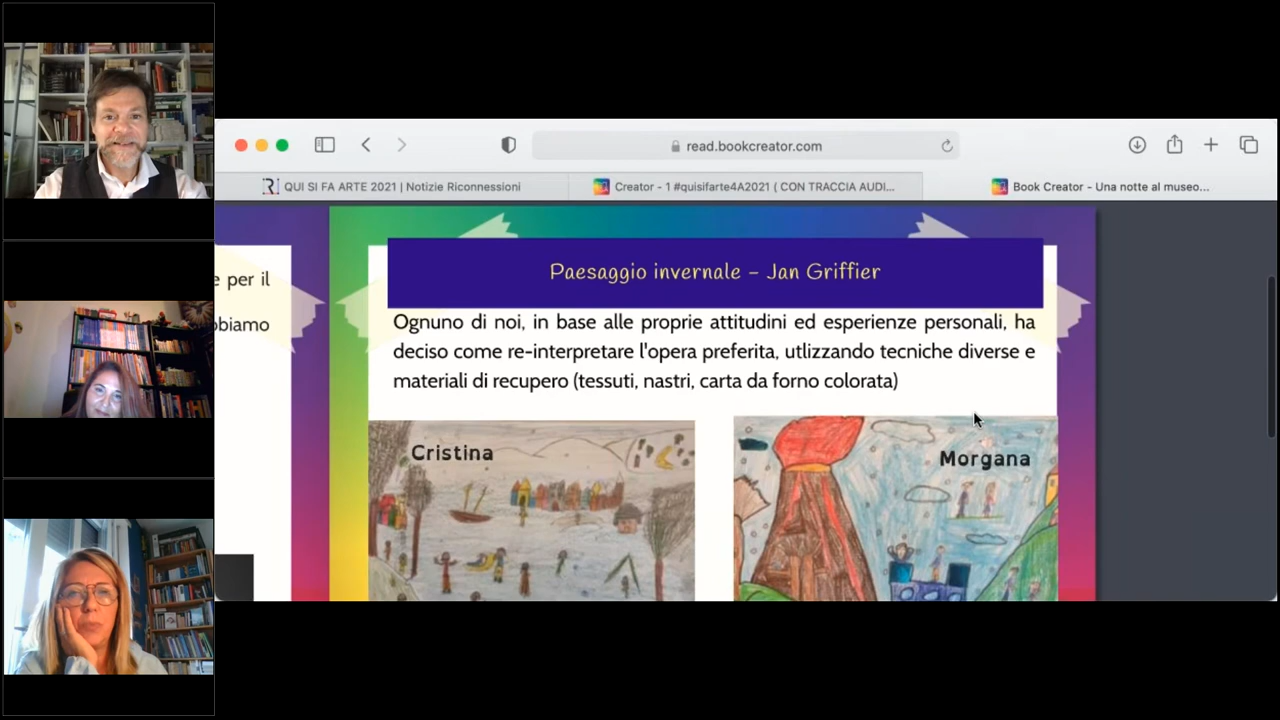 read.bookcreator.com
QUI SI FA ARTE 2021 | Notizie Riconnessioni
Creator - 1 #quisifarte4A2021 ( CON TRACCIA AUDI...
Book Creator - Una notte al museo...
e per il
obiamo
Paesaggio invernale – Jan Griffier
Ognuno di noi, in base alle proprie attitudini ed esperienze personali, ha
deciso come re-interpretare l'opera preferita, utlizzando tecniche diverse e
materiali di recupero (tessuti, nastri, carta da forno colorata)
Cristina
Morgana